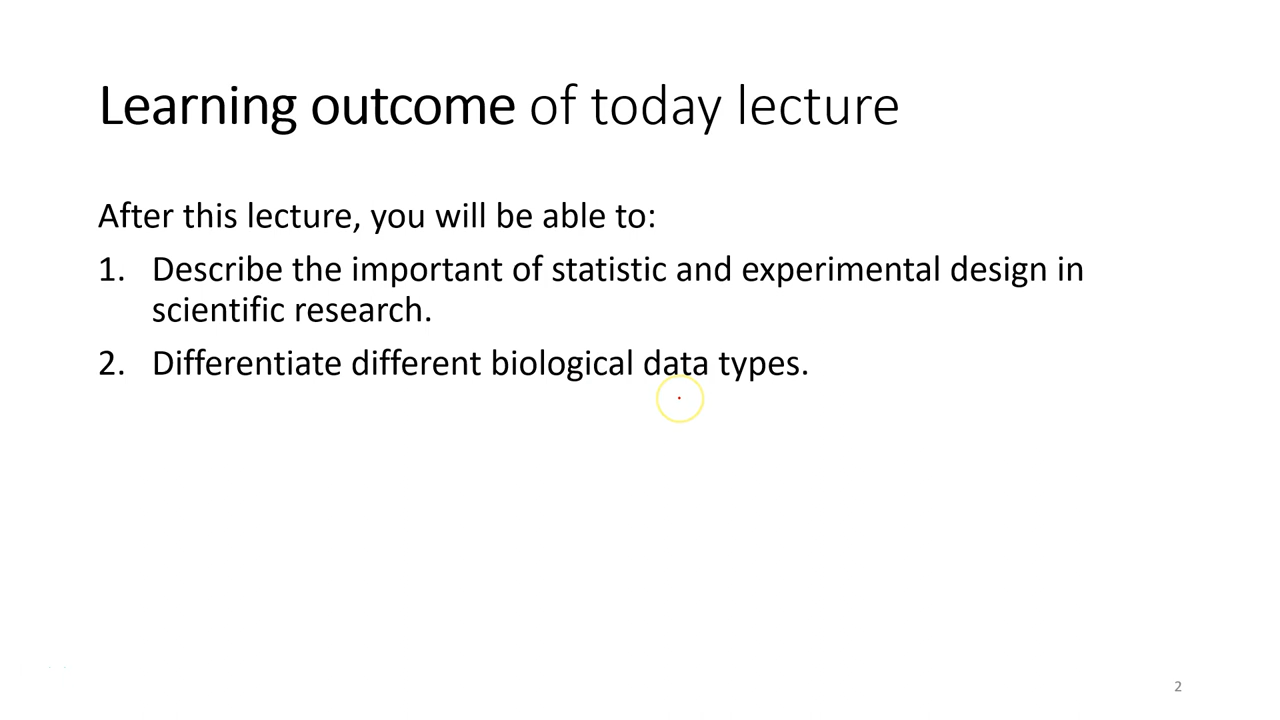 Learning outcome of today lecture
After this lecture, you will be able to:
1. Describe the important of statistic and experimental design in
scientific research.
2. Differentiate different biological data types.
2